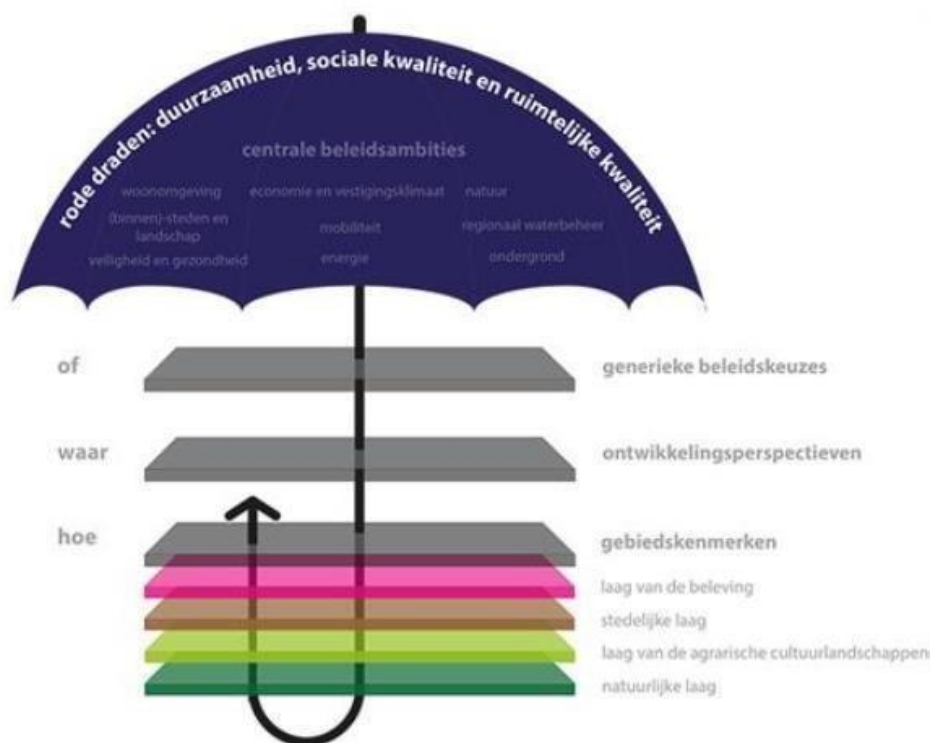 rode draden: duurzaamheid, sociale kwaliteit en ruimtelijke kwaliteit
centrale beleidsambities
woonomgeving
economie en vestigingsklimaat
natuur
(binnen)-steden en
landschap
mobiliteit
regionaal waterbeheer
veiligheid en gezondheid
energie
ondergrond
of
generieke beleidskeuzes
waar
ontwikkelingsperspectieven
hoe
gebiedskenmerken
laag van de beleving
stedelijke laag
laag van de agrarische cultuurlandschappen
natuurlijke laag